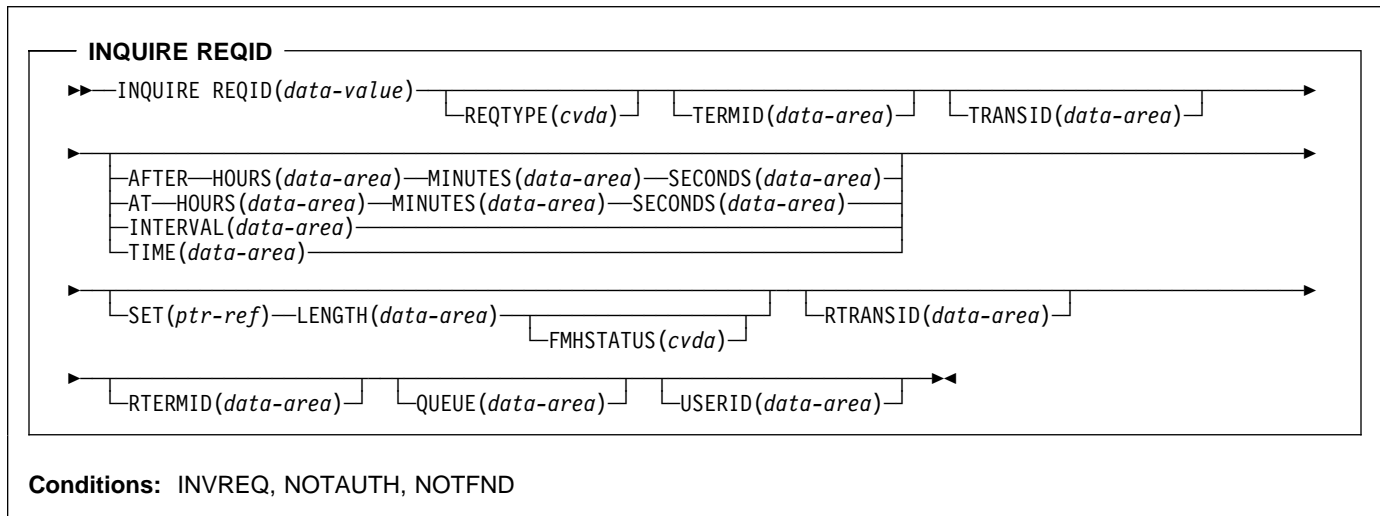 INQUIRE REQID
INQUIRE REQID(data-value)
REQTYPE(cvda) TERMID(data-area) TRANSID(data-area)
AFTER HOURS(data-area) MINUTES(data-area) SECONDS(data-area)
AT HOURS(data-area) MINUTES(data-area) SECONDS(data-area)
INTERVAL(data-area)
TIME(data-area)
SET(ptr-ref) LENGTH(data-area) RTRANSID(data-area)
FMHSTATUS(cvda)
RTERMID(data-area) QUEUE(data-area) USERID(data-area)
Conditions: INVREQ, NOTAUTH, NOTFND